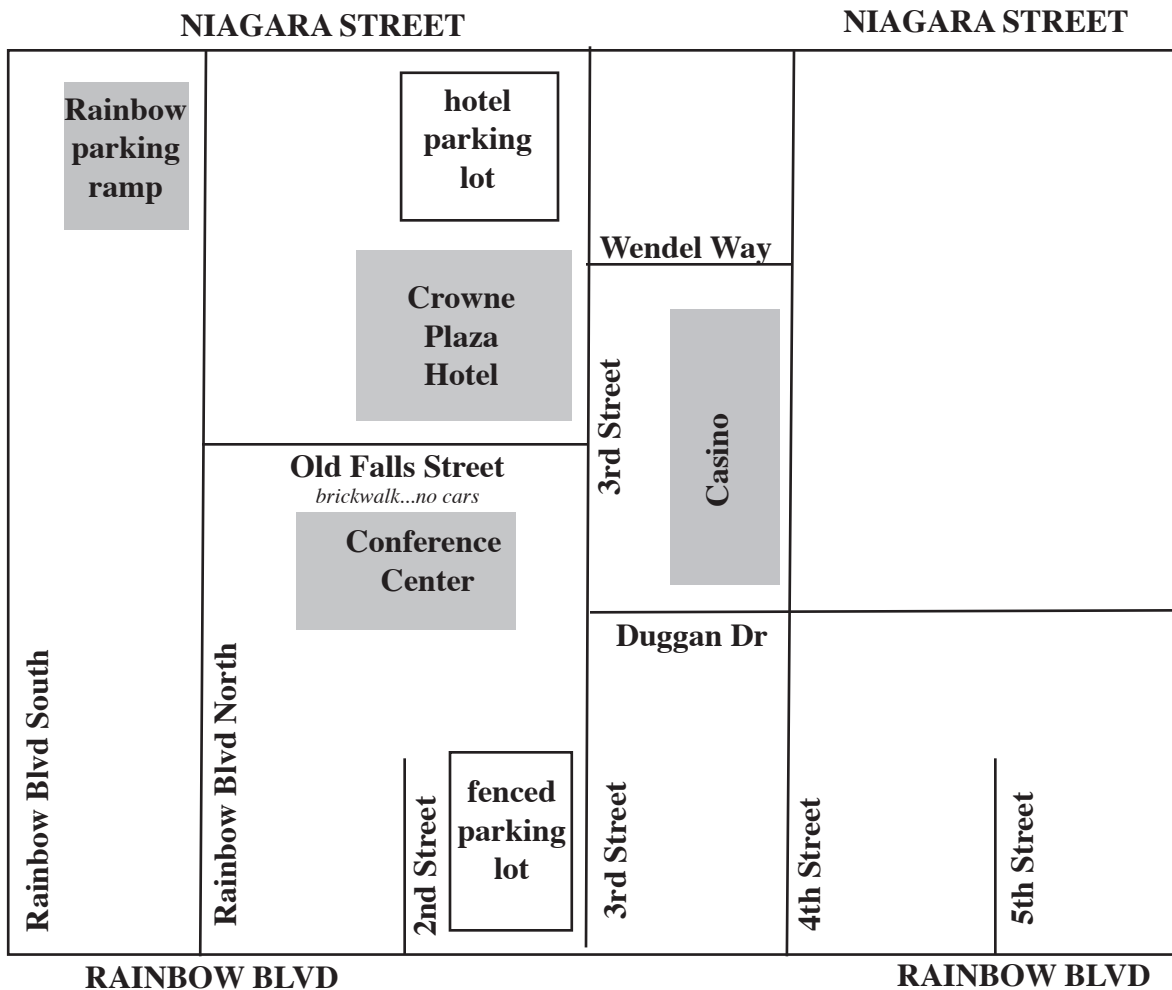 NIAGARA STREET
NIAGARA STREET
Rainbow
parking
ramp
hotel
parking
lot
Wendel Way
Crowne
Plaza
Hotel
3rd Street
Casino
Old Falls Street
brickwalk...no cars
Conference
Center
Duggan Dr
Rainbow Blvd South
Rainbow Blvd North
2nd Street
fenced
parking
lot
3rd Street
4th Street
5th Street
RAINBOW BLVD
RAINBOW BLVD